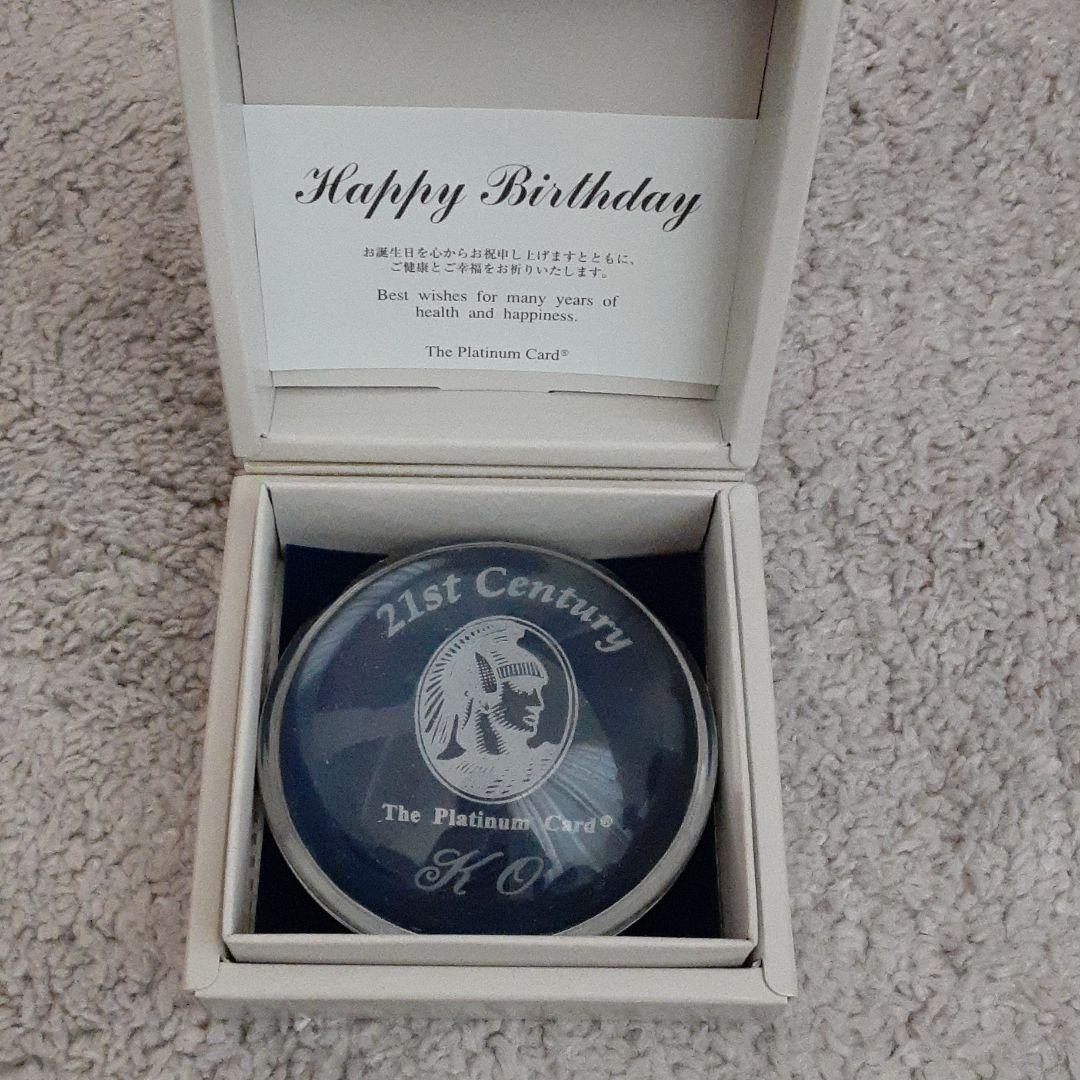 Happy Birthday
お誕生日を心からお祝申し上げますとともに、
ご健康とご幸福をお祈りいたします。
Best wishes for many years of
health and happiness.
The Platinum Card®
21st Century
The Platinum Card®
K O